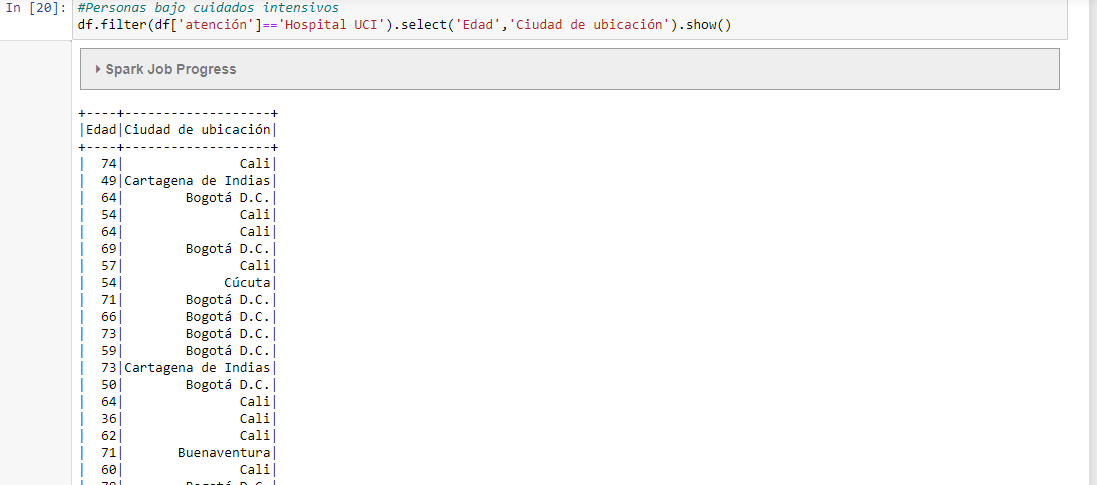 In [20]: #Personas bajo cuidados intensivos
df.filter(df['atención']=='Hospital UCI').select('Edad','Ciudad de ubicación').show()
Spark Job Progress
+----+-------------------+
|Edad|Ciudad de ubicación|
+----+-------------------+
|  74|               Cali|
|  49|Cartagena de Indias|
|  64|        Bogotá D.C.|
|  54|               Cali|
|  64|               Cali|
|  69|        Bogotá D.C.|
|  57|               Cali|
|  54|             Cúcuta|
|  71|        Bogotá D.C.|
|  66|        Bogotá D.C.|
|  73|        Bogotá D.C.|
|  59|        Bogotá D.C.|
|  73|Cartagena de Indias|
|  50|        Bogotá D.C.|
|  64|               Cali|
|  36|               Cali|
|  62|               Cali|
|  71|       Buenaventura|
|  60|               Cali|